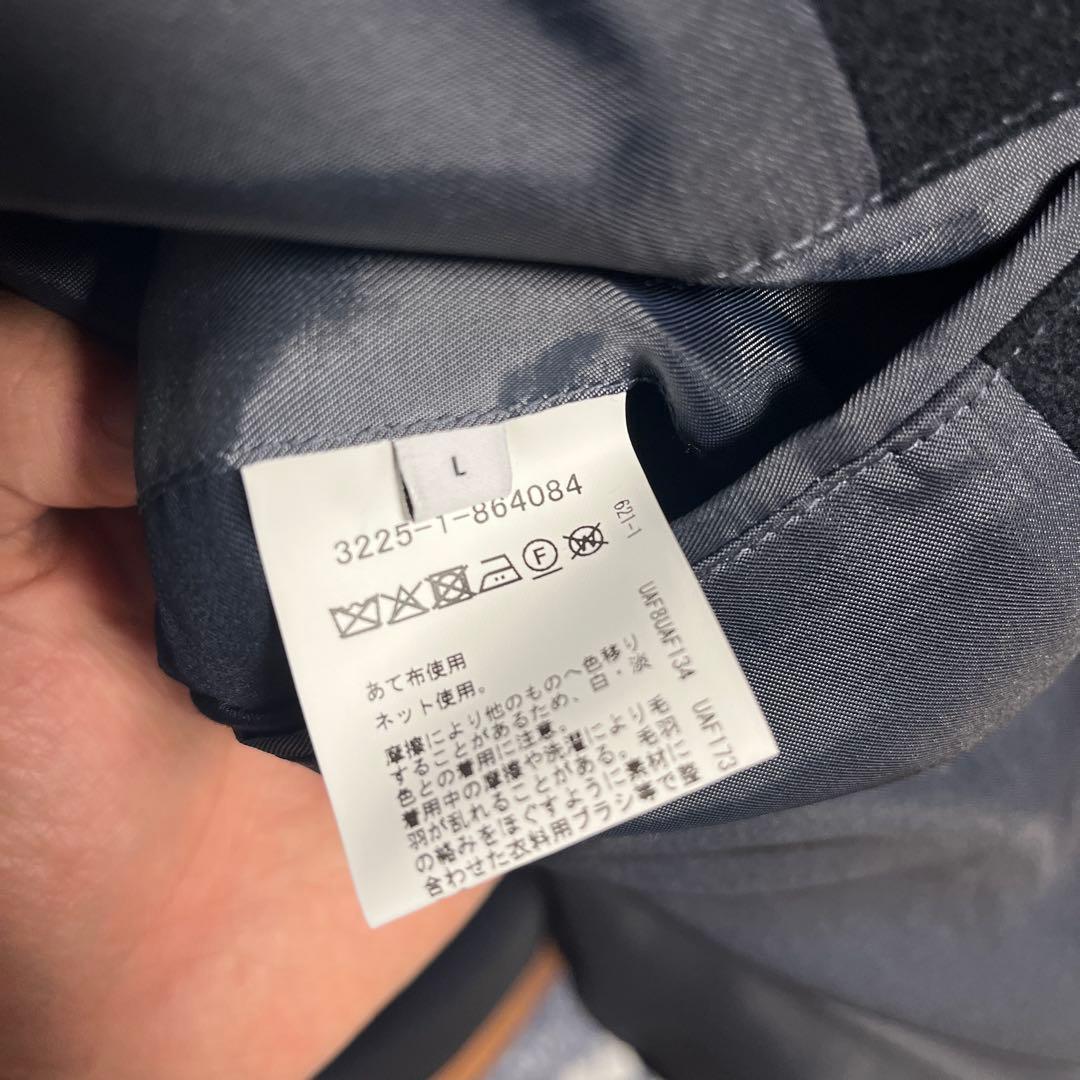 L
3225-1-864084
621-1
F
W
UAF8UAF134 UAF173
あて布使用
ネット使用。
摩擦により他のものへ色移り
することがあるため、白・淡
色との着用に注意。
着用中の摩擦や洗濯により毛羽に
羽が乱れることがある。毛羽
の絡みをほぐすように素材に
合わせた衣料用ブラシ等で整